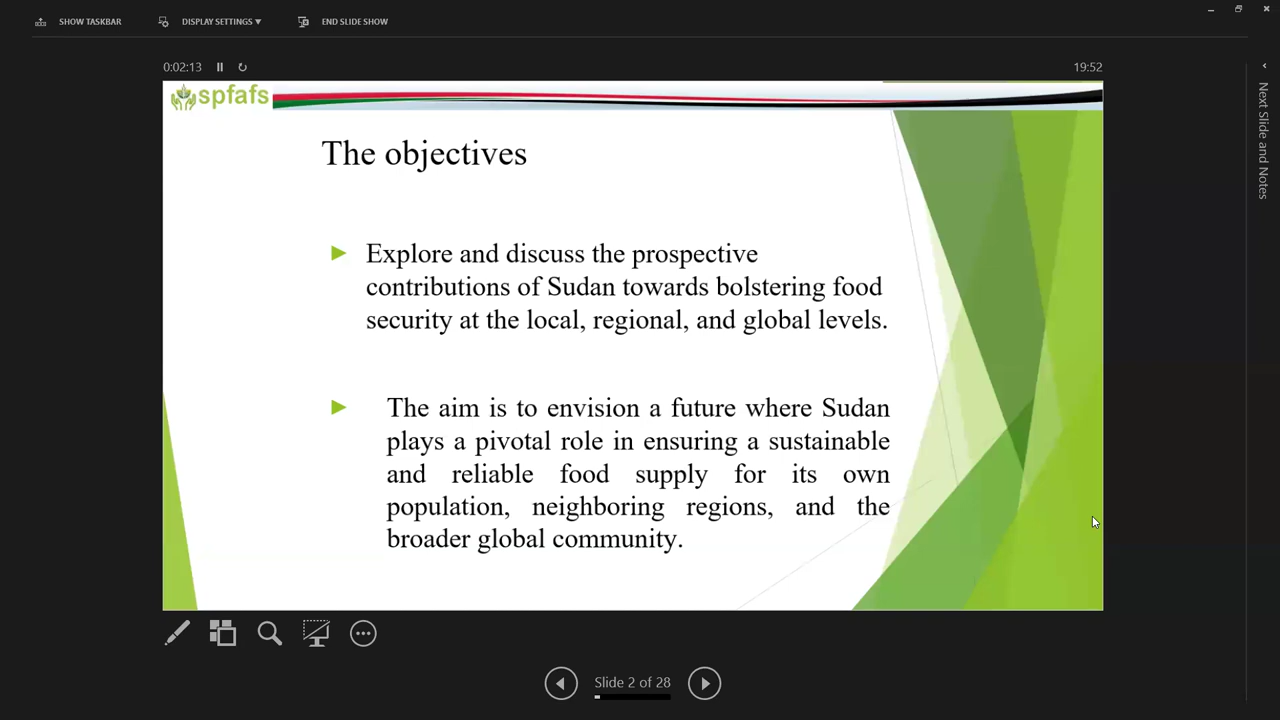 SHOW TASKBAR
DISPLAY SETTINGS
END SLIDE SHOW
0:02:13
19:52
spfafs
The objectives
Explore and discuss the prospective
contributions of Sudan towards bolstering food
security at the local, regional, and global levels.
The aim is to envision a future where Sudan
plays a pivotal role in ensuring a sustainable
and reliable food supply for its own
population, neighboring regions, and the
broader global community.
Slide 2 of 28
Next Slide and Notes